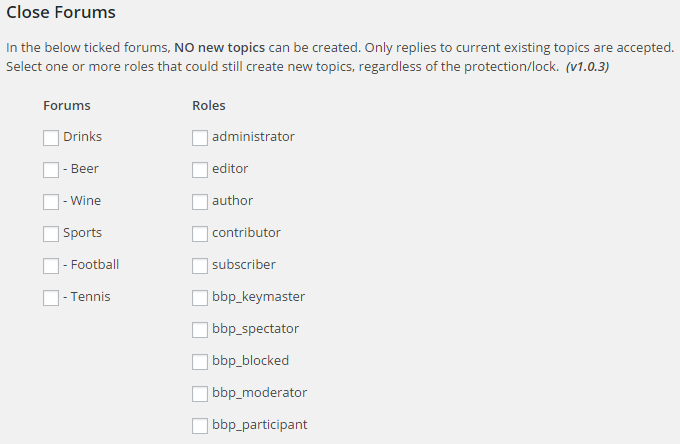 Close Forums
In the below ticked forums, NO new topics can be created. Only replies to current existing topics are accepted.
Select one or more roles that could still create new topics, regardless of the protection/lock. (v1.0.3)
Forums Roles
Drinks administrator
- Beer editor
- Wine author
Sports contributor
- Football subscriber
- Tennis bbp_keymaster
bbp_spectator
bbp_blocked
bbp_moderator
bbp_participant